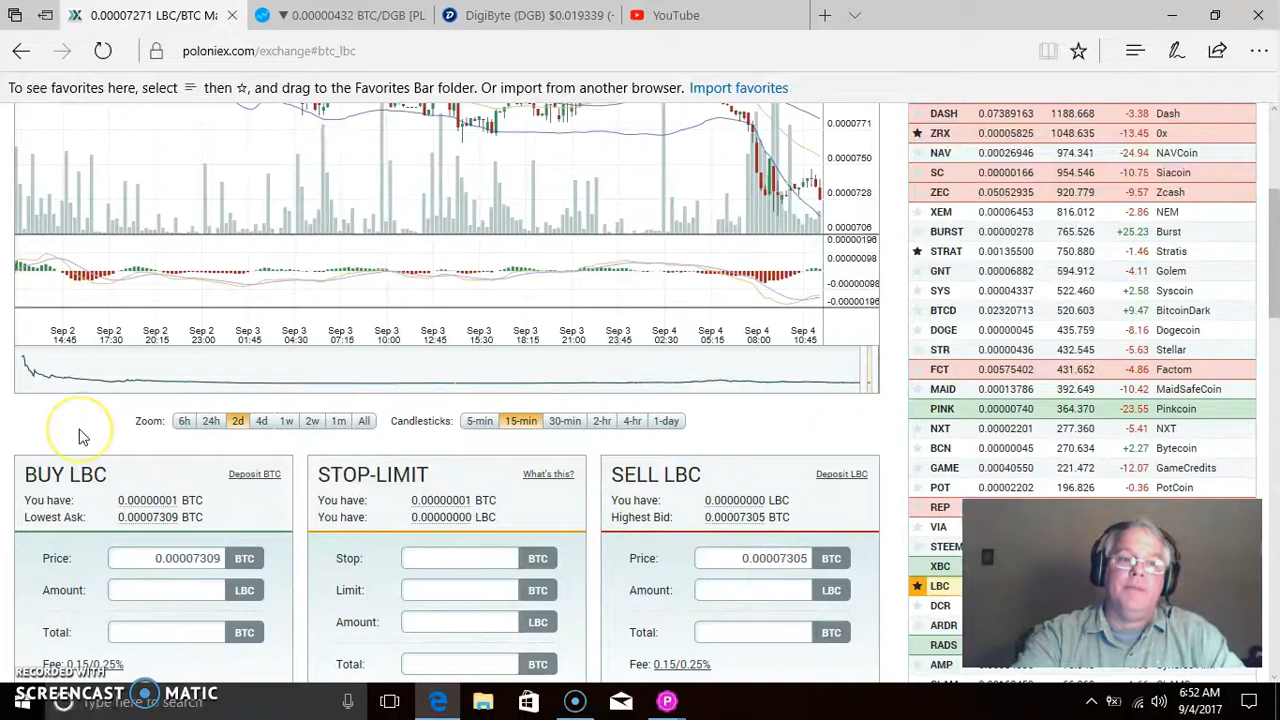 0.00007271 LBC/BTC Ma
0.00000432 BTC/DGB [PL
DigiByte (DGB) $0.019339 (-
YouTube
poloniex.com/exchange#btc_lbc
To see favorites here, select then , and drag to the Favorites Bar folder. Or import from another browser. Import favorites
0.0000771
0.0000750
0.0000728
0.0000706
0.00000196
0.00000098
-0.00000098
-0.00000196
Sep 2 14:45
Sep 2 17:30
Sep 2 20:15
Sep 2 23:00
Sep 3 01:45
Sep 3 04:30
Sep 3 07:15
Sep 3 10:00
Sep 3 12:45
Sep 3 15:30
Sep 3 18:15
Sep 3 21:00
Sep 4
Sep 4 02:30
Sep 4 05:15
Sep 4 08:00
Sep 4 10:45
Zoom: 6h 24h 2d 4d 1w 2w 1m All Candlesticks: 5-min 15-min 30-min 2-hr 4-hr 1-day
BUY LBC Deposit BTC
You have: 0.00000001 BTC
Lowest Ask: 0.00007309 BTC
Price: 0.00007309 BTC
Amount: LBC
Total: BTC
Fee: 0.15/0.25%
STOP-LIMIT What's this?
You have: 0.00000001 BTC
You have: 0.00000000 LBC
Stop: BTC
Limit: BTC
Amount: LBC
Total: BTC
SELL LBC Deposit LBC
You have: 0.00000000 LBC
Highest Bid: 0.00007305 BTC
Price: 0.00007305 BTC
Amount: LBC
Total: BTC
Fee: 0.15/0.25%
DASH 0.07389163 1188.668 -3.38 Dash
ZRX 0.00005825 1048.635 -13.45 0x
NAV 0.00026946 974.341 -24.94 NAVCoin
SC 0.00000166 954.546 -10.75 Siacoin
ZEC 0.05052935 920.779 -9.57 Zcash
XEM 0.00006453 816.012 -2.86 NEM
BURST 0.00000278 765.526 +25.23 Burst
STRAT 0.00135500 750.880 -1.46 Stratis
GNT 0.00006882 594.912 -4.11 Golem
SYS 0.00004337 522.460 +2.58 Syscoin
BTCD 0.02320713 520.603 +9.47 BitcoinDark
DOGE 0.00000045 435.759 -8.16 Dogecoin
STR 0.00000450 432.545 -5.63 Stellar
FCT 0.00575402 431.652 -4.86 Factom
MAID 0.00013786 392.649 -10.42 MaidSafeCoin
PINK 0.00000740 364.370 -23.55 Pinkcoin
NXT 0.00002201 277.360 -5.41 NXT
BCN 0.00000045 270.634 +2.27 Bytecoin
GAME 0.00040550 221.472 -12.07 GameCredits
POT 0.00002202 196.826 -0.36 PotCoin
REP
VIA
STEEM
XBC
LBC
DCR
ARDR
RADS
AMP
RECORDED WITH
SCREENCAST MATIC
Type here to search
6:52 AM
9/4/2017